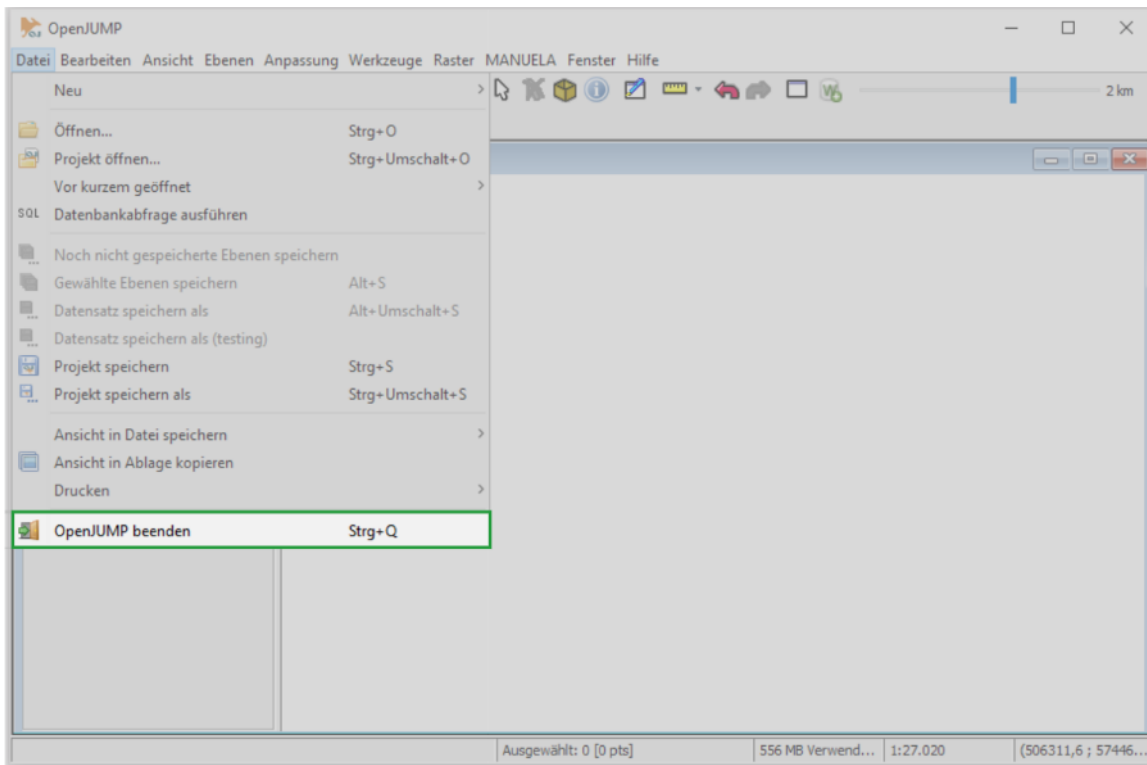 OpenJUMP
Datei Bearbeiten Ansicht Ebenen Anpassung Werkzeuge Raster MANUELA Fenster Hilfe
Neu
2 km
Öffnen... Strg+O
Projekt öffnen... Strg+Umschalt+O
Vor kurzem geöffnet
SQL Datenbankabfrage ausführen
Noch nicht gespeicherte Ebenen speichern
Gewählte Ebenen speichern Alt+S
Datensatz speichern als Alt+Umschalt+S
Datensatz speichern als (testing)
Projekt speichern Strg+S
Projekt speichern als Strg+Umschalt+S
Ansicht in Datei speichern
Ansicht in Ablage kopieren
Drucken
OpenJUMP beenden Strg+Q
Ausgewählt: 0 [0 pts] 556 MB Verwend... 1:27.020 (506311,6 ; 57446...